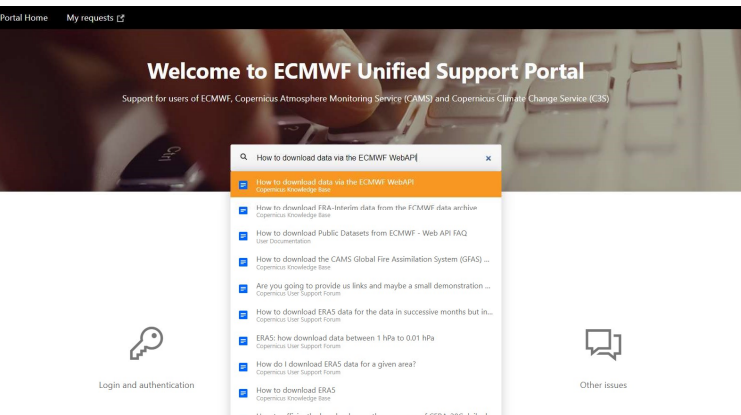 Portal Home My requests
Welcome to ECMWF Unified Support Portal
Support for users of ECMWF, Copernicus Atmosphere Monitoring Service (CAMS) and Copernicus Climate Change Service (C3S)
How to download data via the ECMWF WebAPI
How to download data via the ECMWF WebAPI
Copernicus Knowledge Base
How to download ERA-Interim data from the ECMWF data archive
Copernicus Knowledge Base
How to download Public Datasets from ECMWF - Web API FAQ
User Documentation
How to download the CAMS Global Fire Assimilation System (GFAS) ...
Copernicus Knowledge Base
Are you going to provide us links and maybe a small demonstration ...
Copernicus User Support Forum
How to download ERA5 data for the data in successive months but in...
Copernicus User Support Forum
ERA5: how download data between 1 hPa to 0.01 hPa
Copernicus User Support Forum
How do I download ERA5 data for a given area?
Copernicus User Support Forum
How to download ERA5
Copernicus Knowledge Base
Login and authentication
Other issues